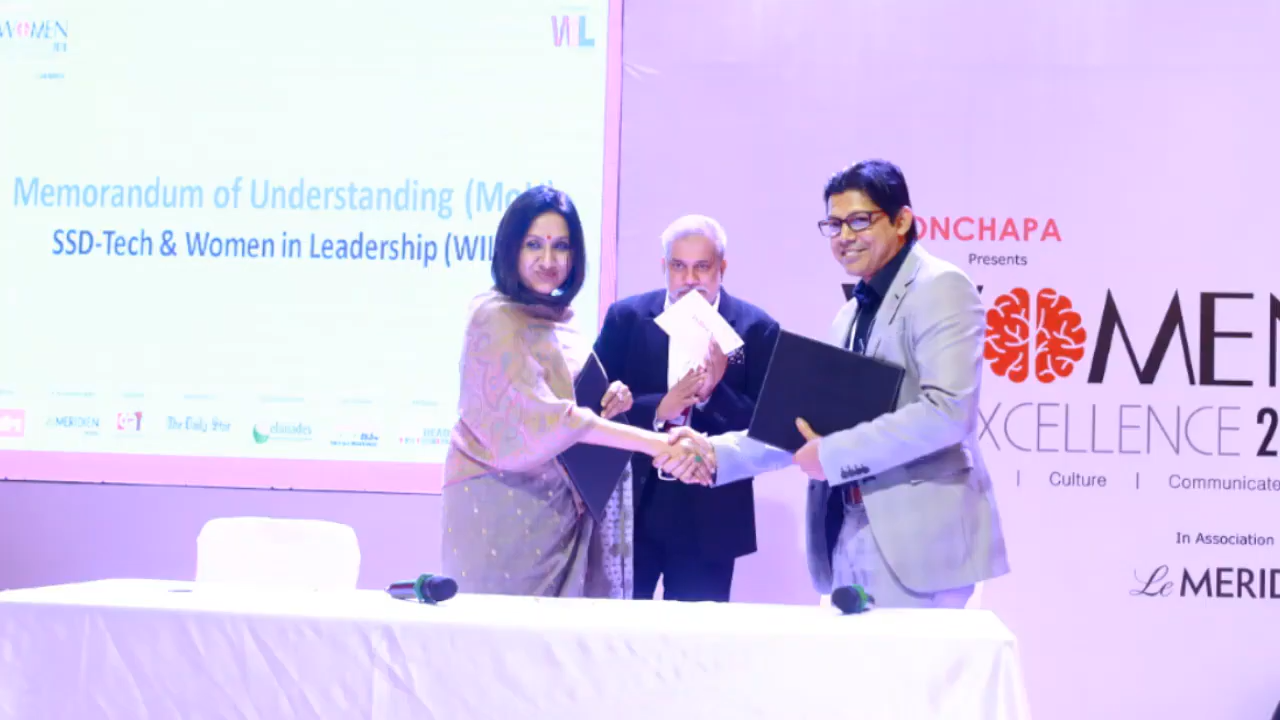 WOMEN
WIL
Memorandum of Understanding (Mo
SSD-Tech & Women in Leadership (WIL
MERIDIEN
The Daily Star
ONCHAPA
Presents
MEN
XCELLENCE 2
| Culture | Communicate
In Association
Le MERID